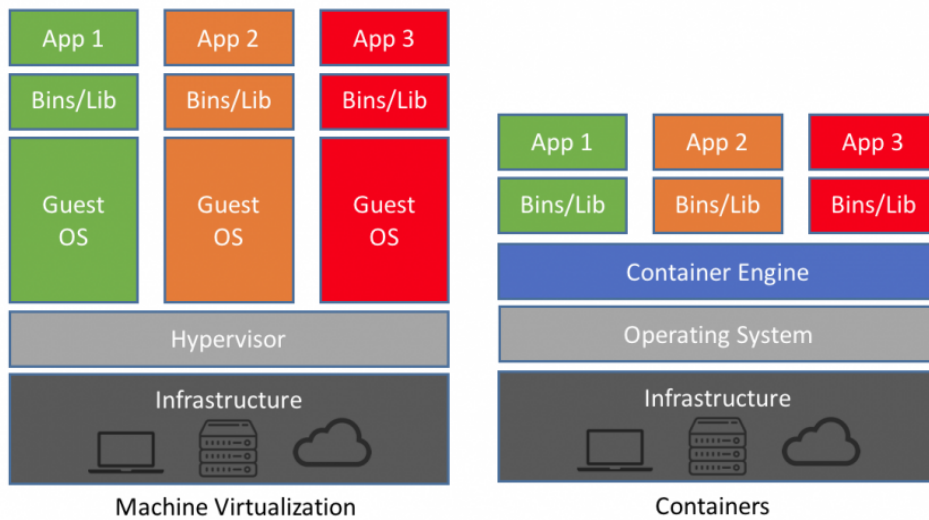 App 1
App 2
App 3
Bins/Lib
Bins/Lib
Bins/Lib
Guest
OS
Guest
OS
Guest
OS
Hypervisor
Infrastructure
Machine Virtualization
App 1
App 2
App 3
Bins/Lib
Bins/Lib
Bins/Lib
Container Engine
Operating System
Infrastructure
Containers